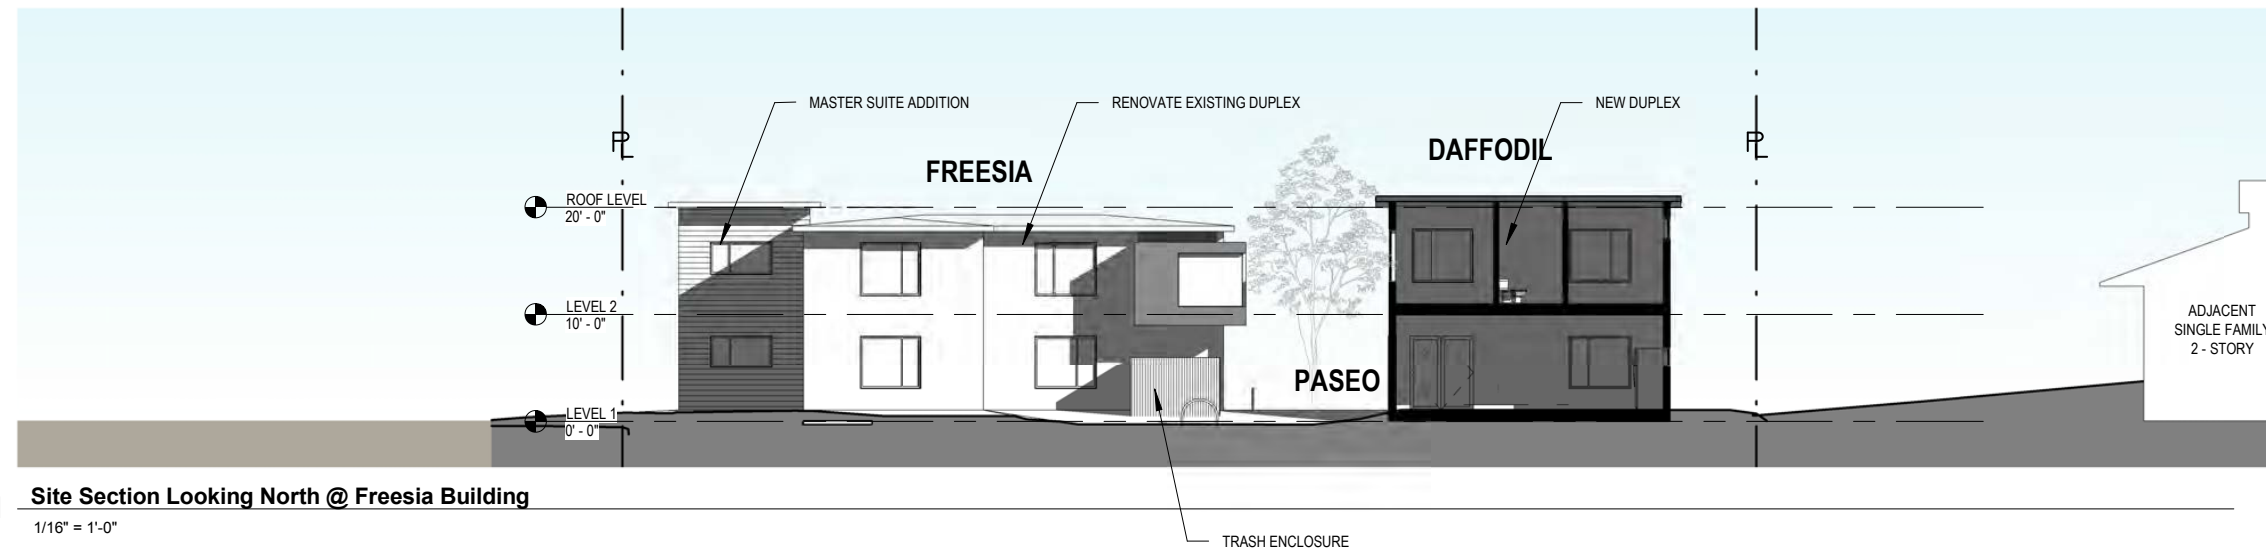 MASTER SUITE ADDITION
RENOVATE EXISTING DUPLEX
NEW DUPLEX
PL
FREESIA
DAFFODIL
PL
ROOF LEVEL
20' - 0"
LEVEL 2
10' - 0"
ADJACENT
SINGLE FAMILY
2 - STORY
PASEO
LEVEL 1
0' - 0"
Site Section Looking North @ Freesia Building
1/16" = 1'-0"
TRASH ENCLOSURE